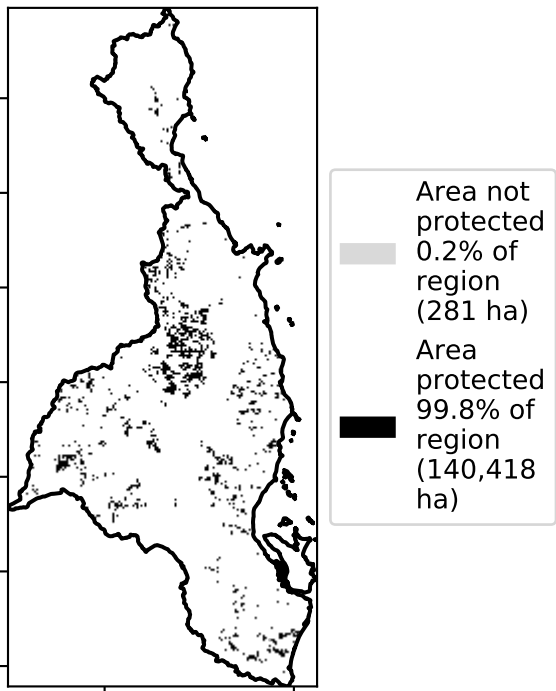 Area not
protected
0.2% of
region
(281 ha)
Area
protected
99.8% of
region
(140,418
ha)